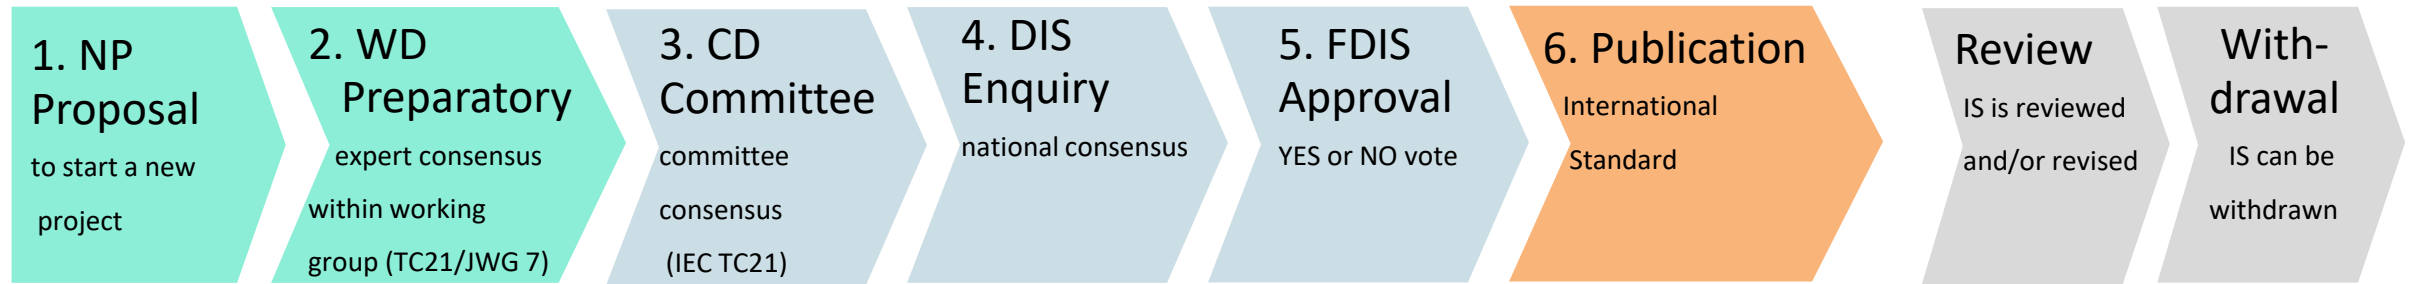 1. NP
Proposal
to start a new
project
2. WD
Preparatory
expert consensus
within working
group (TC21/JWG 7)
3. CD
Committee
committee
consensus
(IEC TC21)
4. DIS
Enquiry
national consensus
5. FDIS
Approval
YES or NO vote
6. Publication
International
Standard
Review
IS is reviewed
and/or revised
With-
drawal
IS can be
withdrawn